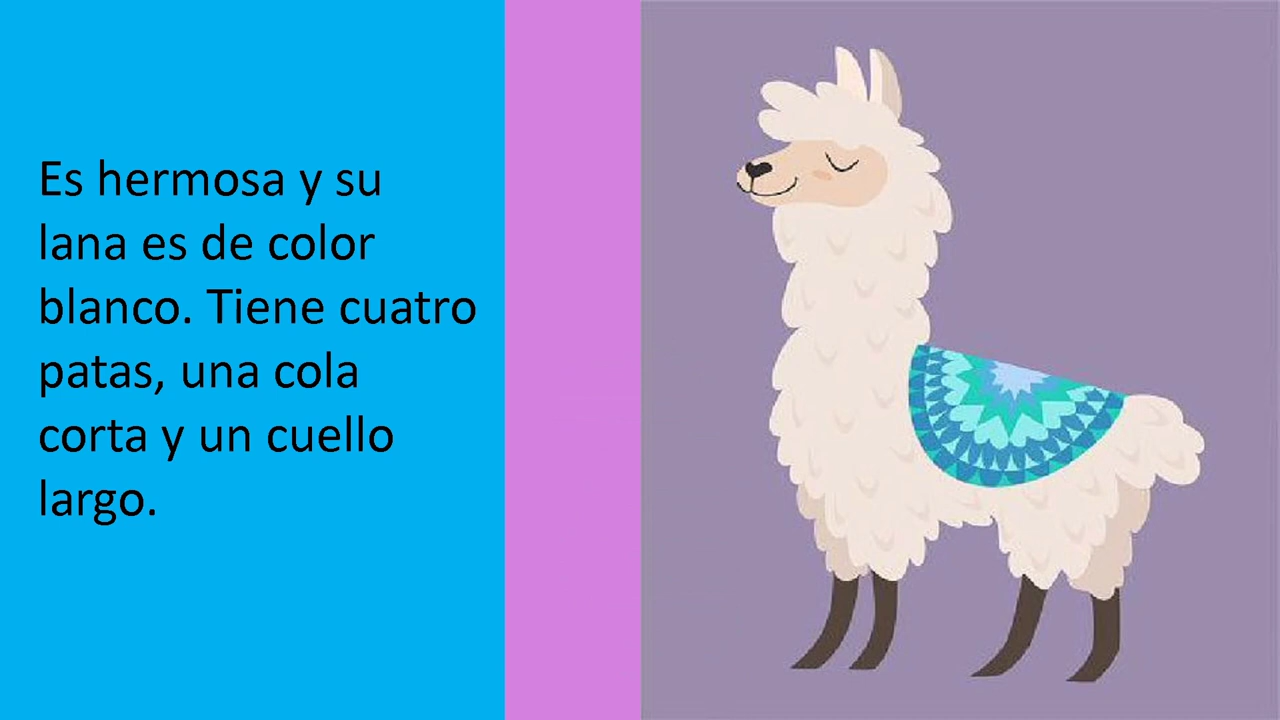 Es hermosa y su
lana es de color
blanco. Tiene cuatro
patas, una cola
corta y un cuello
largo.